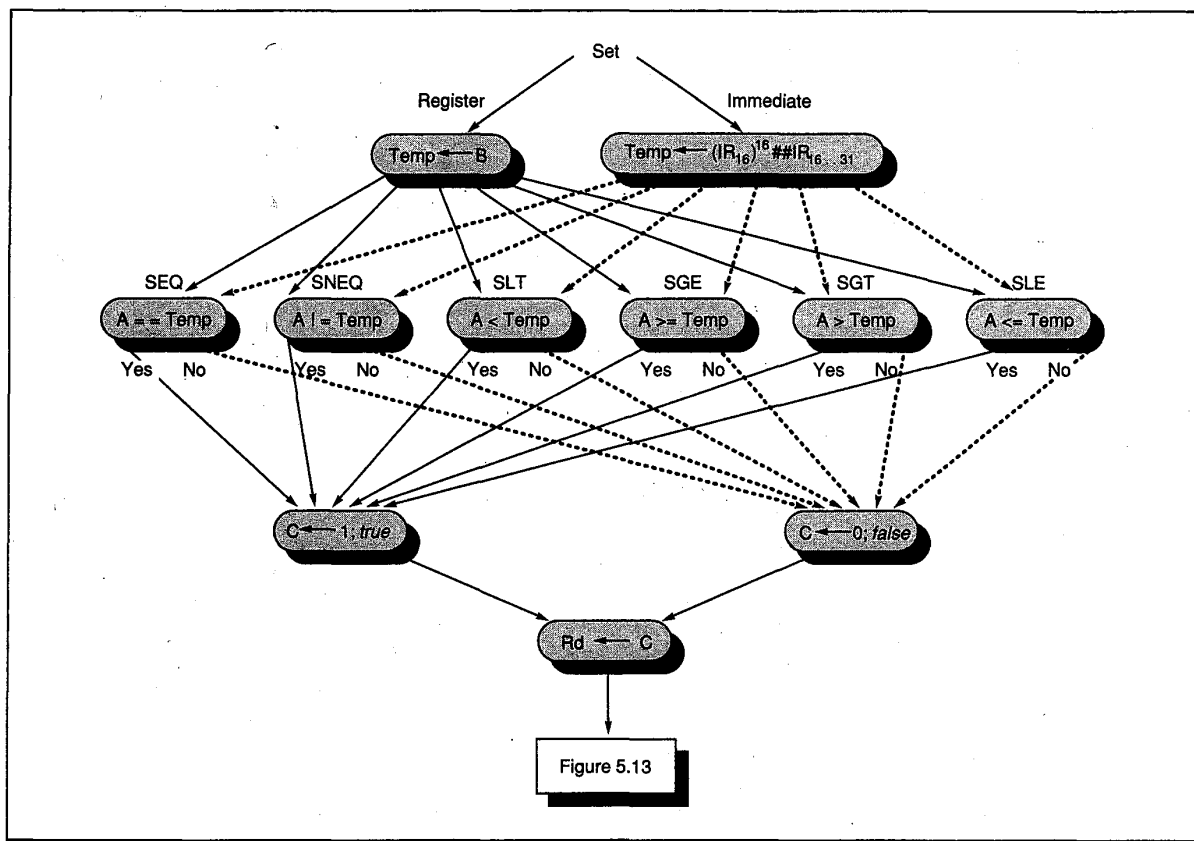 Set
Register Immediate
Temp ← B Temp ← (IR₁₆)¹⁶##IR₁₆...₃₁
SEQ SNEQ SLT SGE SGT SLE
A = = Temp A ! = Temp A < Temp A >= Temp A > Temp A <= Temp
Yes No Yes No Yes No Yes No Yes No Yes No
C ← 1; true C ← 0; false
Rd ← C
Figure 5.13